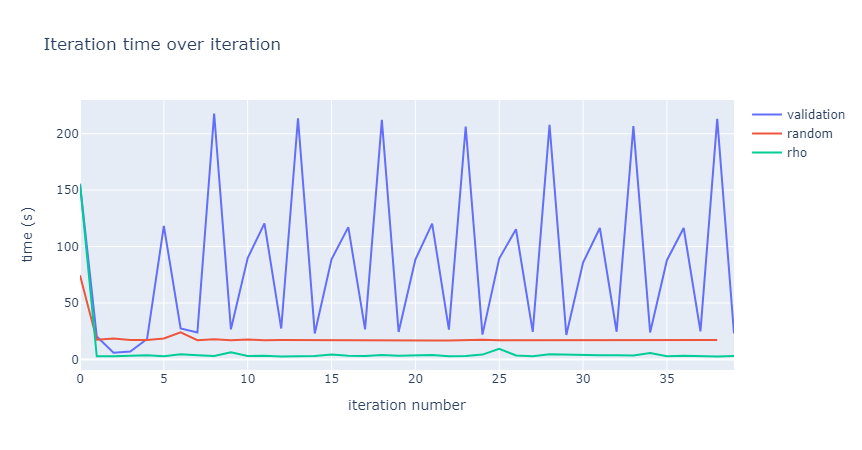 Iteration time over iteration
validation
random
rho
200
150
100
50
0
time (s)
0 5 10 15 20 25 30 35
iteration number